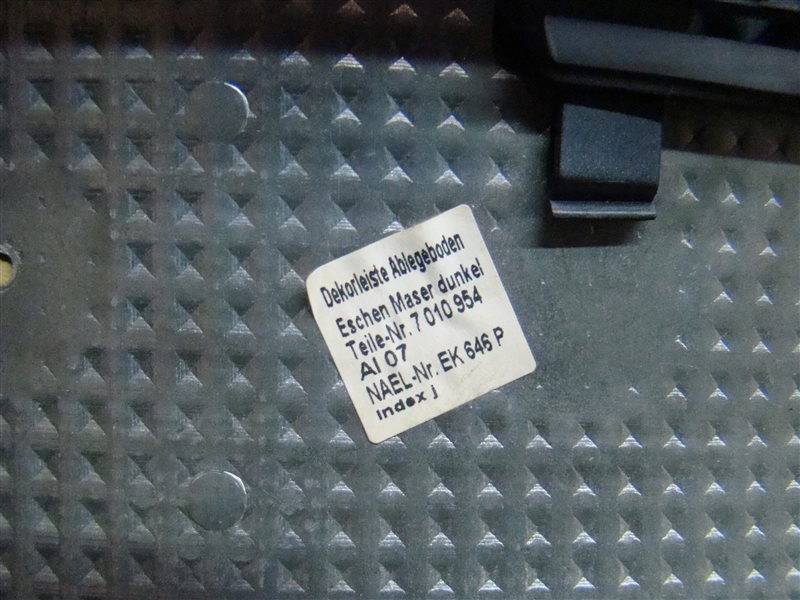 Dekorleiste Ablegeboden
Eschen Maser dunkel
Teile-Nr. 7 010 954
AI 07
NAEL-Nr. EK 646 P
Index j